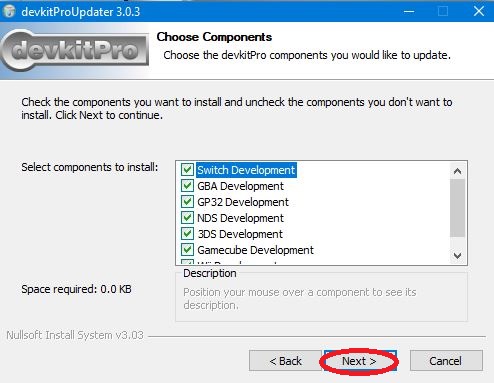 devkitProUpdater 3.0.3
devkitPro
Choose Components
Choose the devkitPro components you would like to update.
Check the components you want to install and uncheck the components you don't want to
install. Click Next to continue.
Select components to install:
Switch Development
GBA Development
GP32 Development
NDS Development
3DS Development
Gamecube Development
Space required: 0.0 KB
Description
Position your mouse over a component to see its
description.
Nullsoft Install System v3.03
< Back
Next >
Cancel